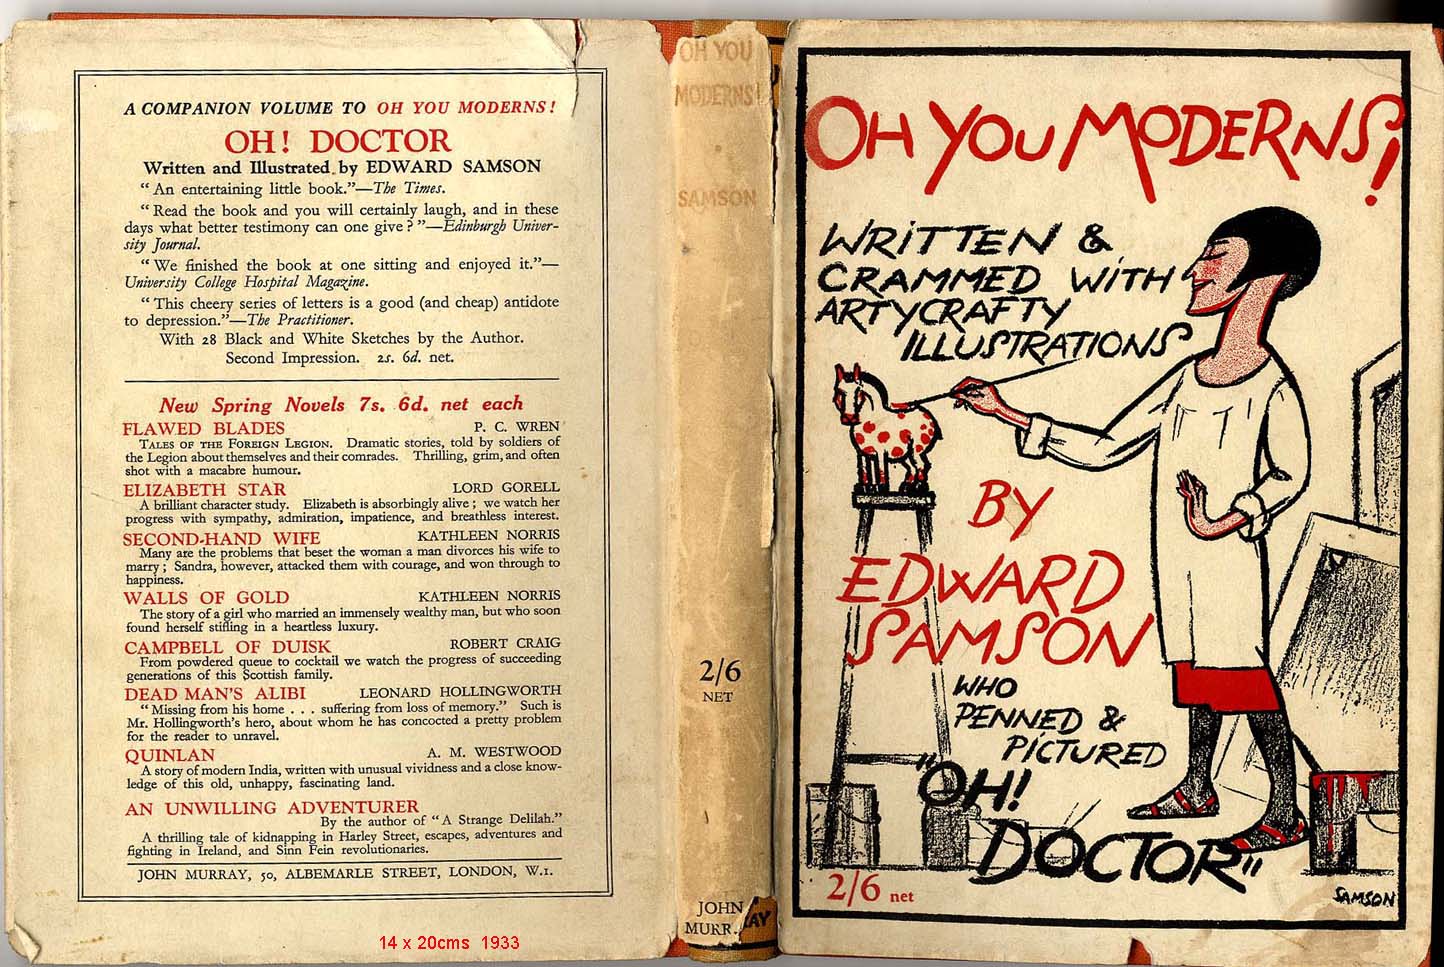 A COMPANION VOLUME TO OH YOU MODERNS!
OH! DOCTOR
Written and Illustrated by EDWARD SAMSON
“An entertaining little book.”—The Times.
“Read the book and you will certainly laugh, and in these
days what better testimony can one give?”—Edinburgh Univer-
sity Journal.
“We finished the book at one sitting and enjoyed it.”—
University College Hospital Magazine.
“This cheery series of letters is a good (and cheap) antidote
to depression.”—The Practitioner.
With 28 Black and White Sketches by the Author.
Second Impression. 2s. 6d. net.
New Spring Novels 7s. 6d. net each
FLAWED BLADES P. C. WREN
TALES OF THE FOREIGN LEGION. Dramatic stories, told by soldiers of
the Legion about themselves and their comrades. Thrilling, grim, and often
shot with a macabre humour.
ELIZABETH STAR LORD GORELL
A brilliant character study. Elizabeth is absorbingly alive; we watch her
progress with sympathy, admiration, impatience, and breathless interest.
SECOND-HAND WIFE KATHLEEN NORRIS
Many are the problems that beset the woman a man divorces his wife to
marry; Sandra, however, attacked them with courage, and won through to
happiness.
WALLS OF GOLD KATHLEEN NORRIS
The story of a girl who married an immensely wealthy man, but who soon
found herself stifling in a heartless luxury.
CAMPBELL OF DUISK ROBERT CRAIG
From powdered queue to cocktail we watch the progress of succeeding
generations of this Scottish family.
DEAD MAN'S ALIBI LEONARD HOLLINGWORTH
“Missing from his home . . . suffering from loss of memory.” Such is
Mr. Hollingworth's hero, about whom he has concocted a pretty problem
for the reader to unravel.
QUINLAN A. M. WESTWOOD
A story of modern India, written with unusual vividness and a close know-
ledge of this old, unhappy, fascinating land.
AN UNWILLING ADVENTURER
By the author of “A Strange Delilah.”
A thrilling tale of kidnapping in Harley Street, escapes, adventures and
fighting in Ireland, and Sinn Fein revolutionaries.
JOHN MURRAY, 50, ALBEMARLE STREET, LONDON, W.1.
14 x 20cms 1933
OH YOU
MODERNS!
SAMSON
2/6
NET
JOHN
MURRAY
OH YOU MODERNS!
WRITTEN &
CRAMMED WITH
ARTYCRAFTY
ILLUSTRATIONS
BY
EDWARD
SAMSON
WHO
PENNED &
PICTURED
"OH!
DOCTOR"
2/6 net
SAMSON